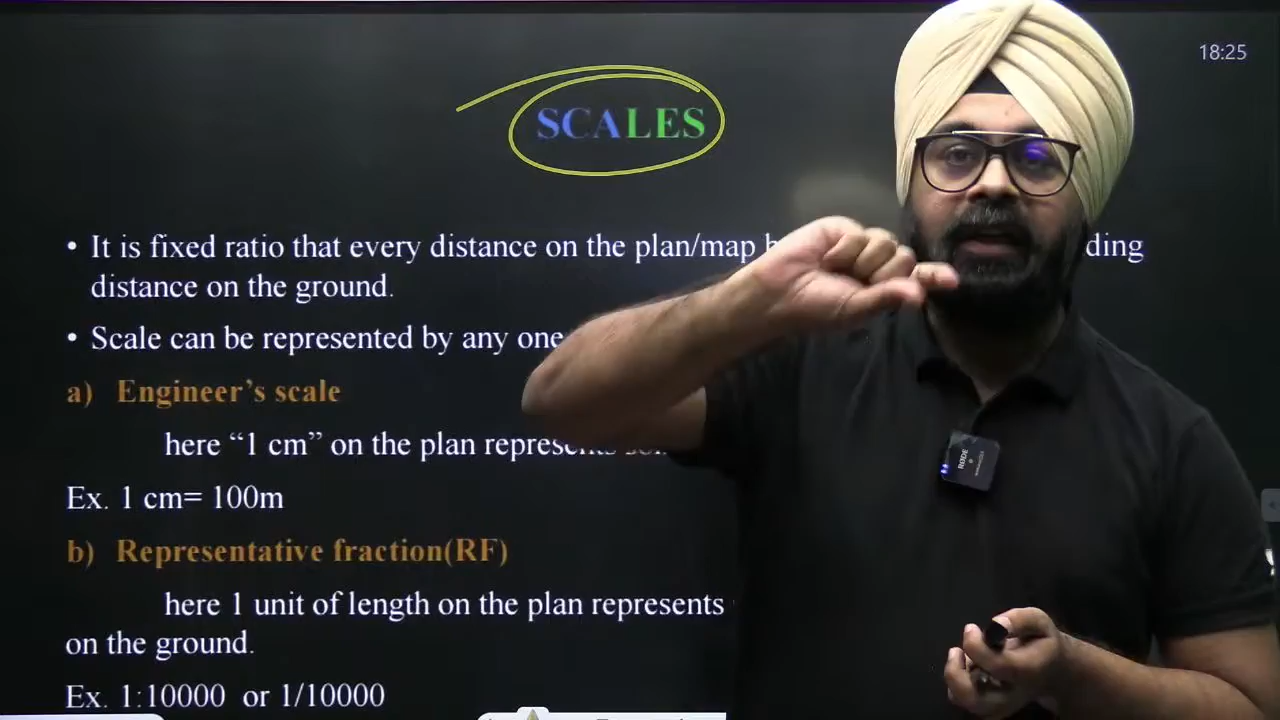 18:25
SCALES
• It is fixed ratio that every distance on the plan/map ding
distance on the ground.
• Scale can be represented by any one
a) Engineer's scale
here “1 cm” on the plan represents
Ex. 1 cm= 100m
b) Representative fraction(RF)
here 1 unit of length on the plan represents
on the ground.
Ex. 1:10000 or 1/10000
RØDE